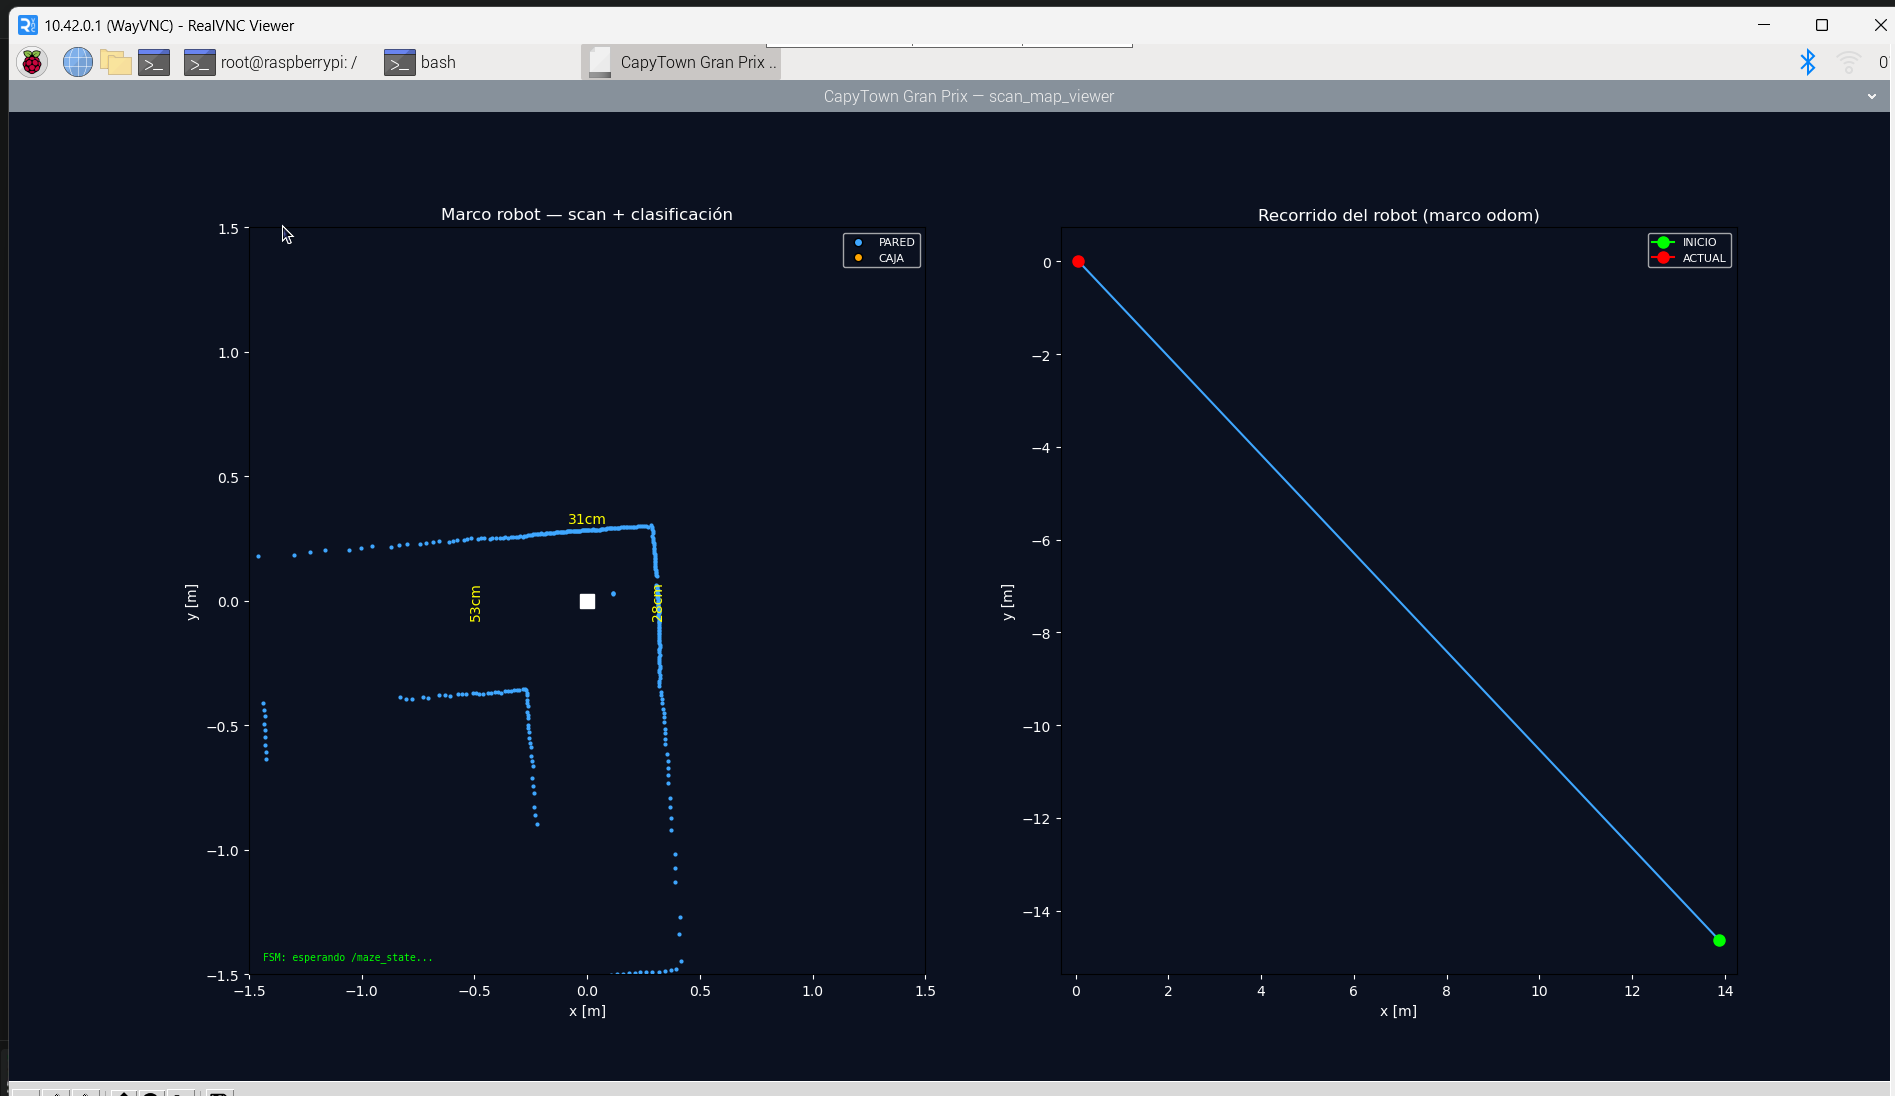 10.42.0.1 (WayVNC) - RealVNC Viewer
root@raspberrypi: /
bash
CapyTown Gran Prix ..
CapyTown Gran Prix — scan_map_viewer
Marco robot — scan + clasificación
PARED
CAJA
1.5
1.0
0.5
0.0
−0.5
−1.0
−1.5
y [m]
31cm
53cm
28cm
FSM: esperando /maze_state...
−1.5
−1.0
−0.5
0.0
0.5
1.0
1.5
x [m]
Recorrido del robot (marco odom)
INICIO
ACTUAL
0
−2
−4
−6
−8
−10
−12
−14
y [m]
0
2
4
6
8
10
12
14
x [m]